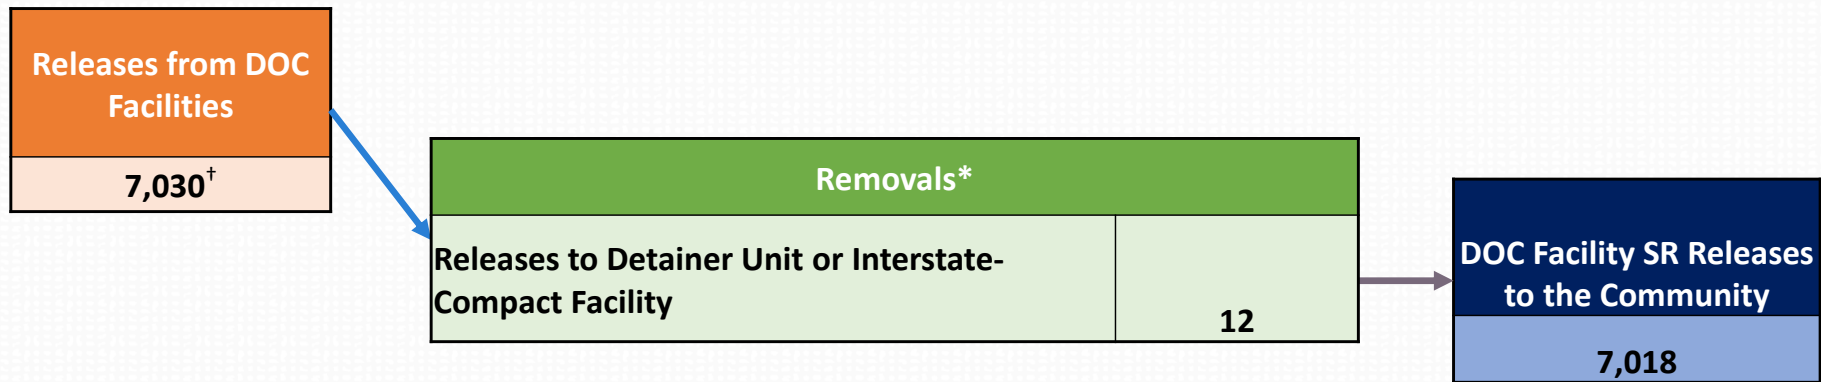 Releases from DOC
Facilities
7,030†
Removals*
Releases to Detainer Unit or Interstate-
Compact Facility
12
DOC Facility SR Releases
to the Community
7,018